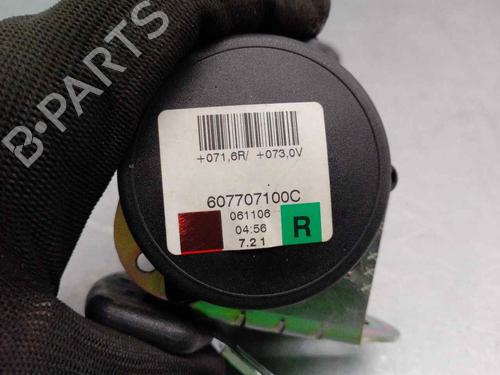 B-PARTS
+071,6R/ +073,0V
607707100C
061106
04:56
7.21
R